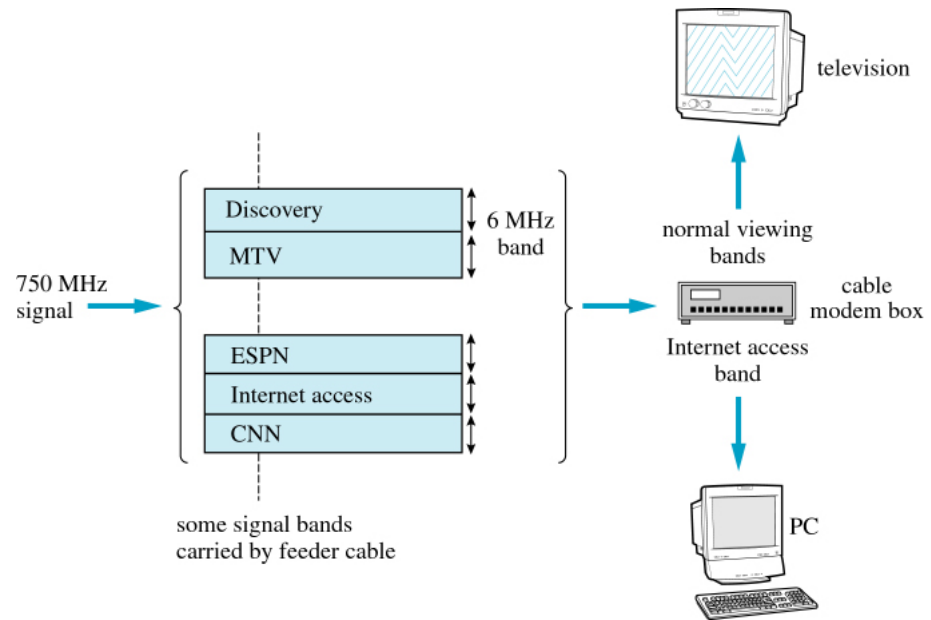 television
Discovery
6 MHz
band
MTV
normal viewing
bands
750 MHz
signal
cable
modem box
ESPN
Internet access
band
Internet access
CNN
some signal bands
carried by feeder cable
PC